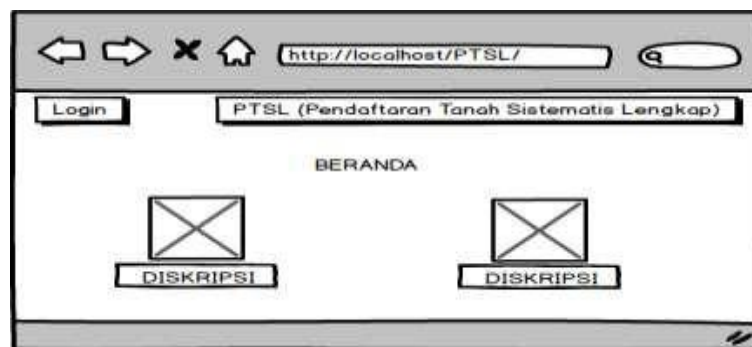 http://localhost/PTSL/
Login
PTSL (Pendaftaran Tanah Sistematis Lengkap)
BERANDA
DISKRIPSI
DISKRIPSI